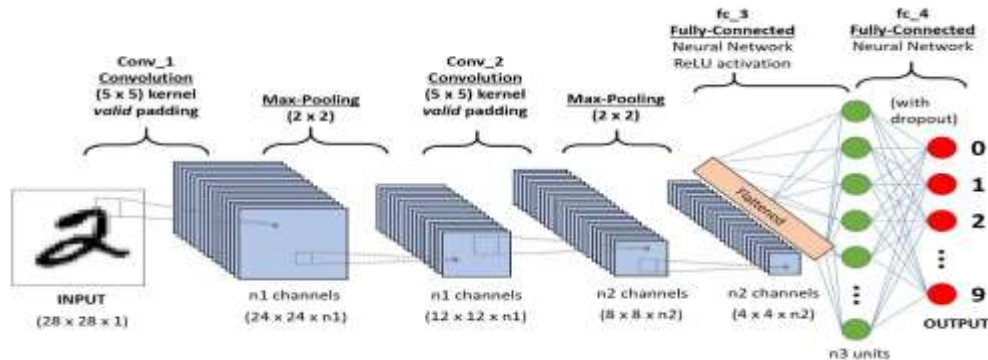 fc_3
Fully-Connected
Neural Network
ReLU activation
fc_4
Fully-Connected
Neural Network
(with
dropout)
Conv_1
Convolution
(5 x 5) kernel
valid padding
Max-Pooling
(2 x 2)
Conv_2
Convolution
(5 x 5) kernel
valid padding
Max-Pooling
(2 x 2)
2
Flattened
0
1
2
9
INPUT
(28 x 28 x 1)
n1 channels
(24 x 24 x n1)
n1 channels
(12 x 12 x n1)
n2 channels
(8 x 8 x n2)
n2 channels
(4 x 4 x n2)
OUTPUT
n3 units